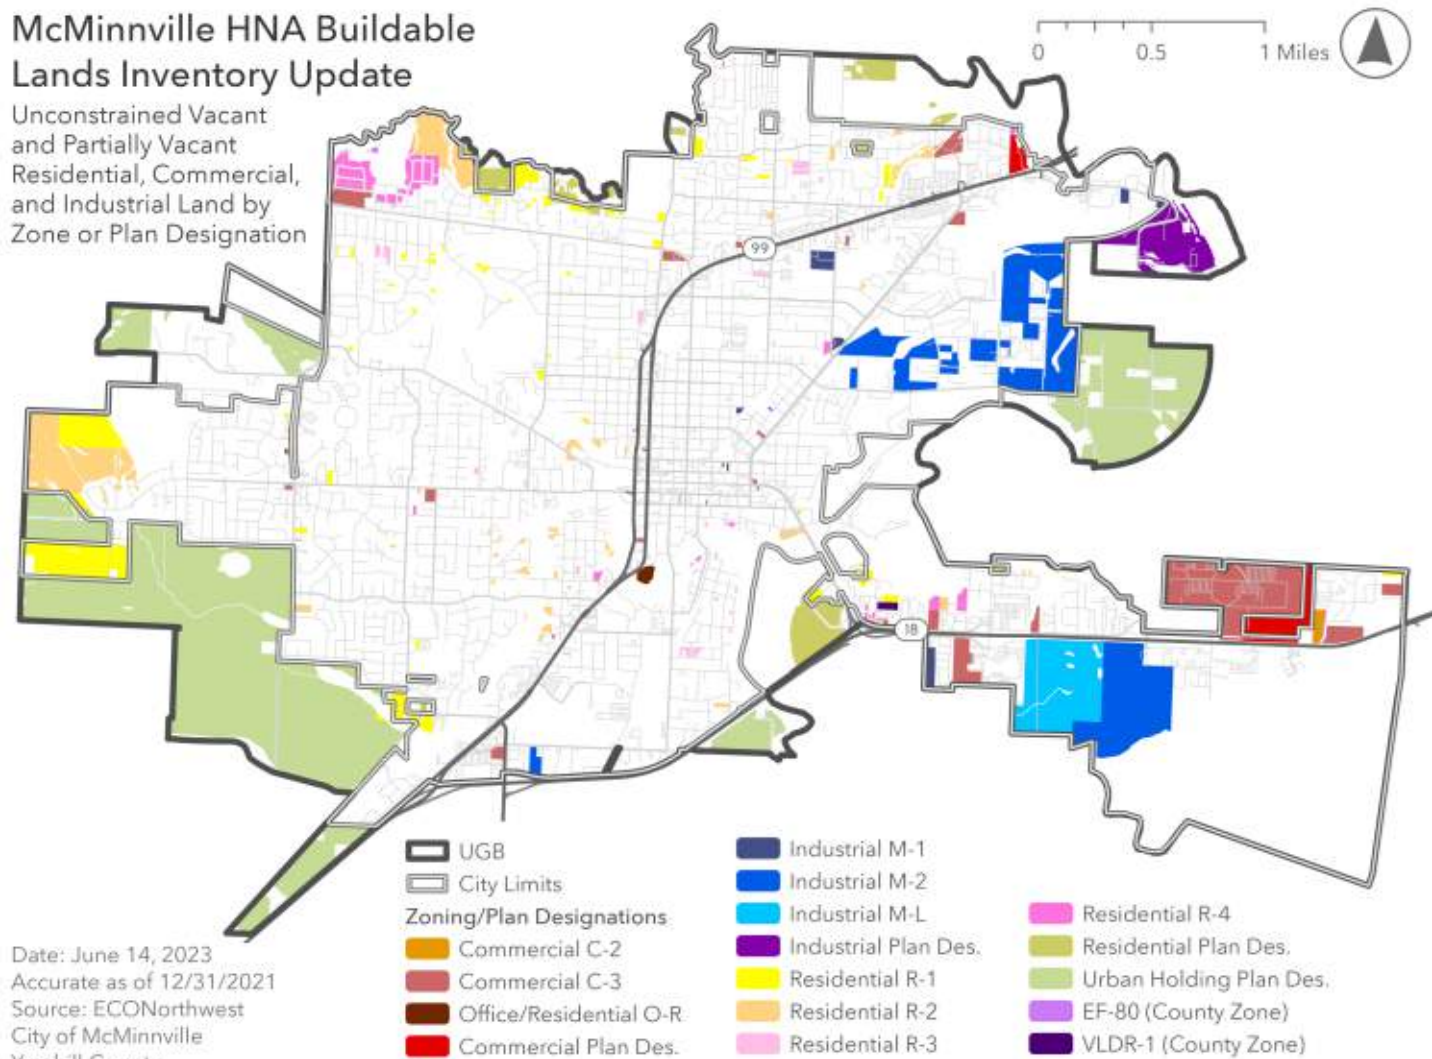 McMinnville HNA Buildable
Lands Inventory Update
Unconstrained Vacant
and Partially Vacant
Residential, Commercial,
and Industrial Land by
Zone or Plan Designation
0 0.5 1 Miles
99
18
UGB
City Limits
Zoning/Plan Designations
Commercial C-2
Commercial C-3
Office/Residential O-R
Commercial Plan Des.
Industrial M-1
Industrial M-2
Industrial M-L
Industrial Plan Des.
Residential R-1
Residential R-2
Residential R-3
Residential R-4
Residential Plan Des.
Urban Holding Plan Des.
EF-80 (County Zone)
VLDR-1 (County Zone)
Date: June 14, 2023
Accurate as of 12/31/2021
Source: ECONorthwest
City of McMinnville